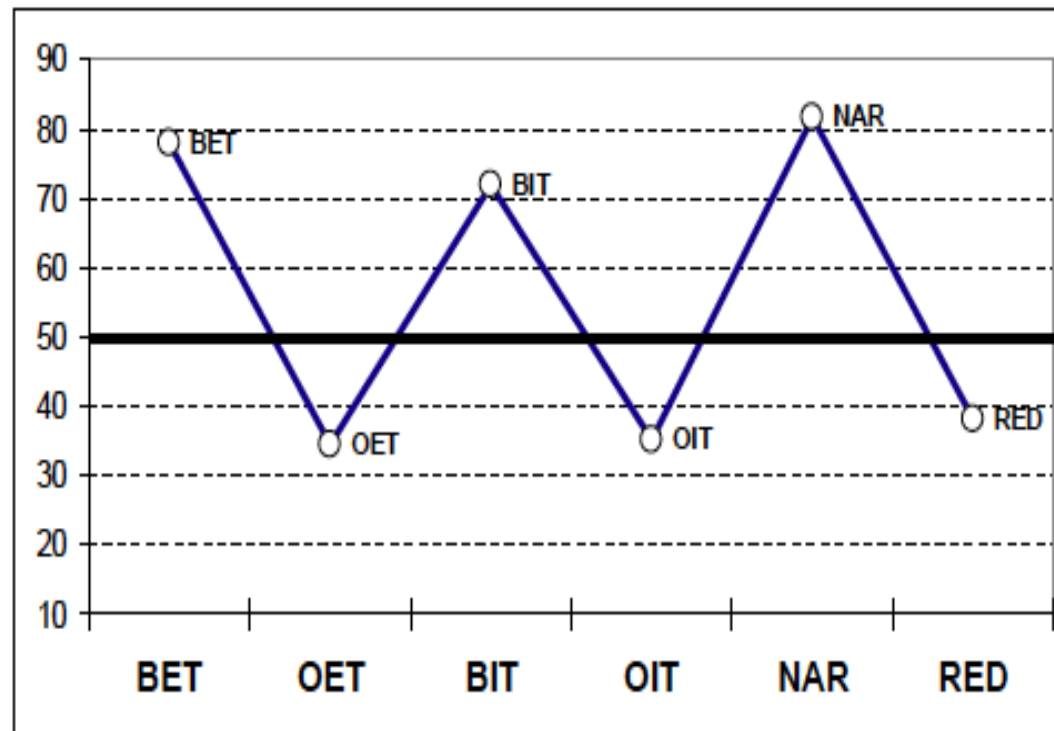 90
80
70
60
50
40
30
20
10
BET
OET
BIT
OIT
NAR
RED
BET OET BIT OIT NAR RED